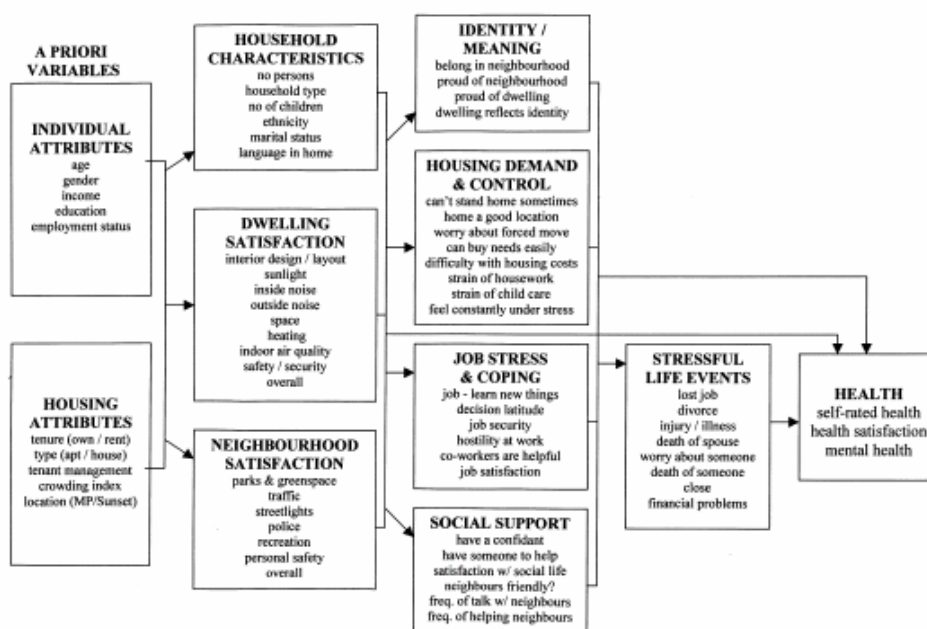 A PRIORI
VARIABLES
INDIVIDUAL
ATTRIBUTES
age
gender
income
education
employment status
HOUSING
ATTRIBUTES
tenure (own / rent)
type (apt / house)
tenant management
crowding index
location (MP/Sunset)
HOUSEHOLD
CHARACTERISTICS
no persons
household type
no of children
ethnicity
marital status
language in home
DWELLING
SATISFACTION
interior design / layout
sunlight
inside noise
outside noise
space
heating
indoor air quality
safety / security
overall
NEIGHBOURHOOD
SATISFACTION
parks & greenspace
traffic
streetlights
police
recreation
personal safety
overall
IDENTITY /
MEANING
belong in neighbourhood
proud of neighbourhood
proud of dwelling
dwelling reflects identity
HOUSING DEMAND
& CONTROL
can't stand home sometimes
home a good location
worry about forced move
can buy needs easily
difficulty with housing costs
strain of housework
strain of child care
feel constantly under stress
JOB STRESS
& COPING
job - learn new things
decision latitude
job security
hostility at work
co-workers are helpful
job satisfaction
SOCIAL SUPPORT
have a confidant
have someone to help
satisfaction w/ social life
neighbours friendly?
freq. of talk w/ neighbours
freq. of helping neighbours
STRESSFUL
LIFE EVENTS
lost job
divorce
injury / illness
death of spouse
worry about someone
death of someone
close
financial problems
HEALTH
self-rated health
health satisfaction
mental health